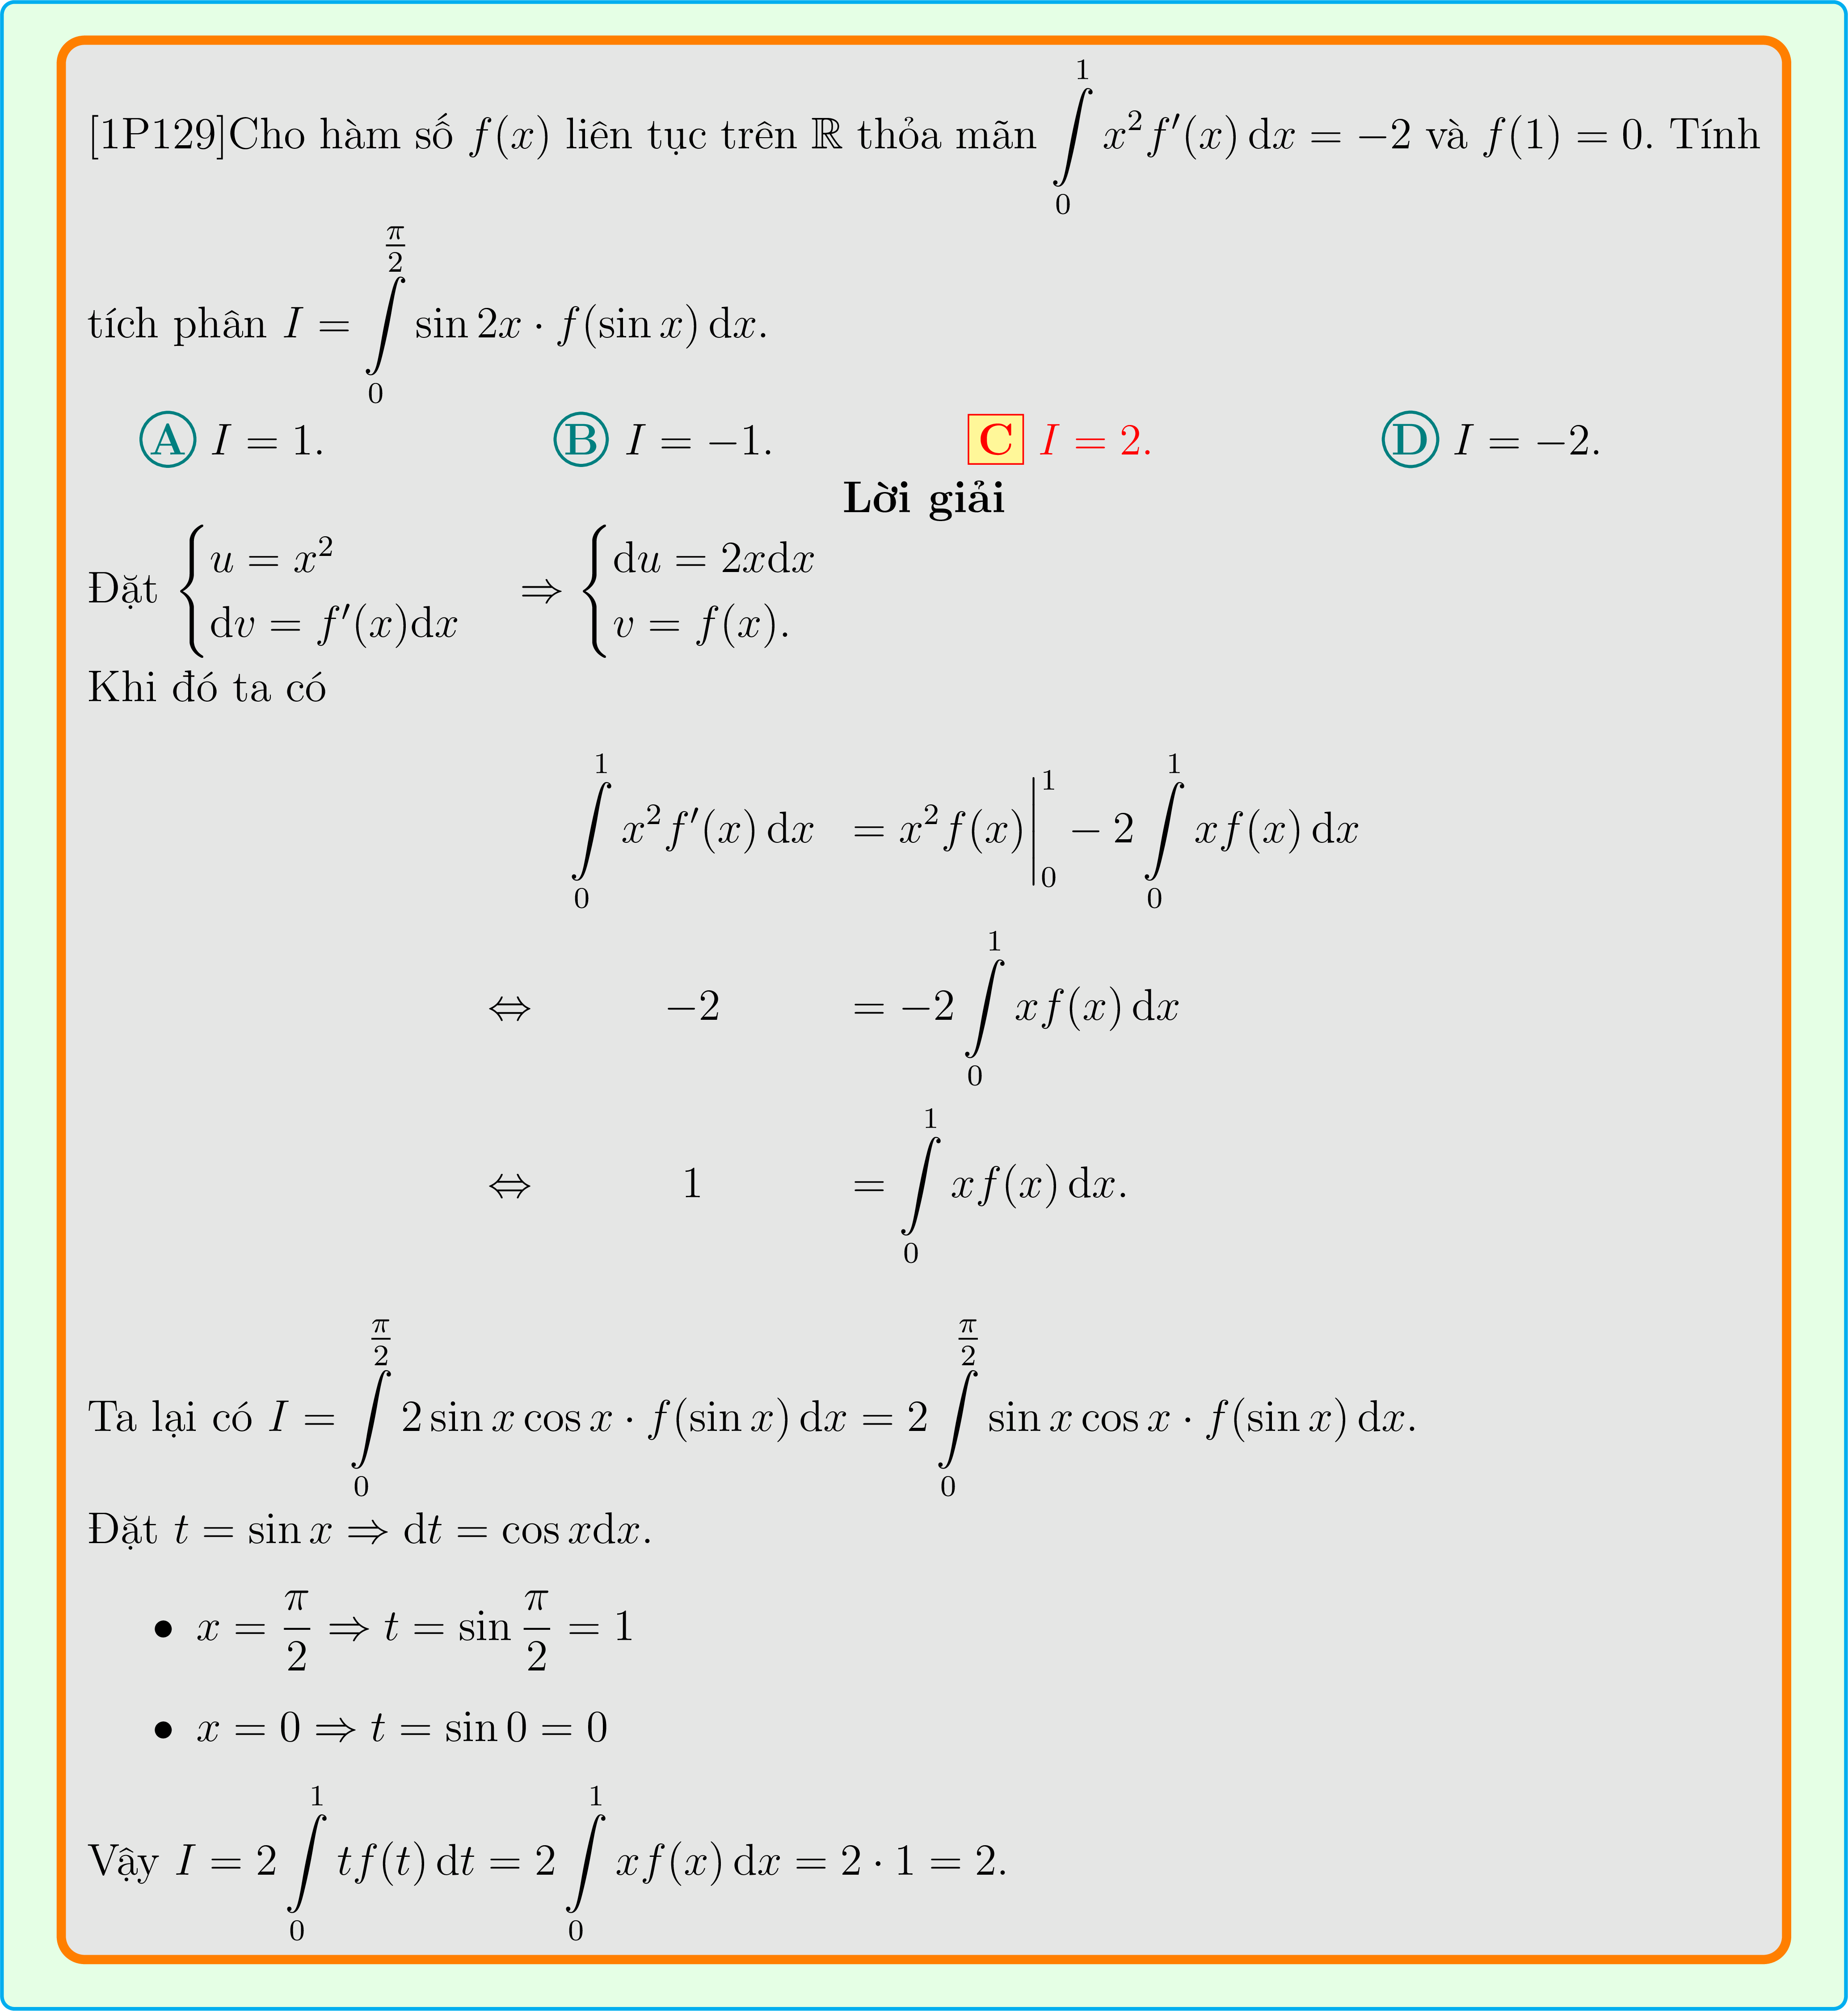 [1P129]Cho hàm số $f(x)$ liên tục trên $\mathbb{R}$ thỏa mãn $\int\limits_0^1 x^2 f'(x)\,\mathrm{d}x = -2$ và $f(1) = 0$. Tính
tích phân $I = \int\limits_0^{\frac{\pi}{2}} \sin 2x \cdot f(\sin x)\,\mathrm{d}x$.
A $I = 1$. B $I = -1$. C $I = 2$. D $I = -2$.
Lời giải
Đặt $\begin{cases} u = x^2 \\ \mathrm{d}v = f'(x)\mathrm{d}x \end{cases} \Rightarrow \begin{cases} \mathrm{d}u = 2x\mathrm{d}x \\ v = f(x). \end{cases}$
Khi đó ta có
$\int\limits_0^1 x^2 f'(x)\,\mathrm{d}x = x^2 f(x)\Big|_0^1 - 2\int\limits_0^1 x f(x)\,\mathrm{d}x$
$\Leftrightarrow -2 = -2\int\limits_0^1 x f(x)\,\mathrm{d}x$
$\Leftrightarrow 1 = \int\limits_0^1 x f(x)\,\mathrm{d}x.$
Ta lại có $I = \int\limits_0^{\frac{\pi}{2}} 2\sin x\cos x \cdot f(\sin x)\,\mathrm{d}x = 2\int\limits_0^{\frac{\pi}{2}} \sin x\cos x \cdot f(\sin x)\,\mathrm{d}x$.
Đặt $t = \sin x \Rightarrow \mathrm{d}t = \cos x\mathrm{d}x$.
• $x = \dfrac{\pi}{2} \Rightarrow t = \sin\dfrac{\pi}{2} = 1$
• $x = 0 \Rightarrow t = \sin 0 = 0$
Vậy $I = 2\int\limits_0^1 t f(t)\,\mathrm{d}t = 2\int\limits_0^1 x f(x)\,\mathrm{d}x = 2 \cdot 1 = 2$.